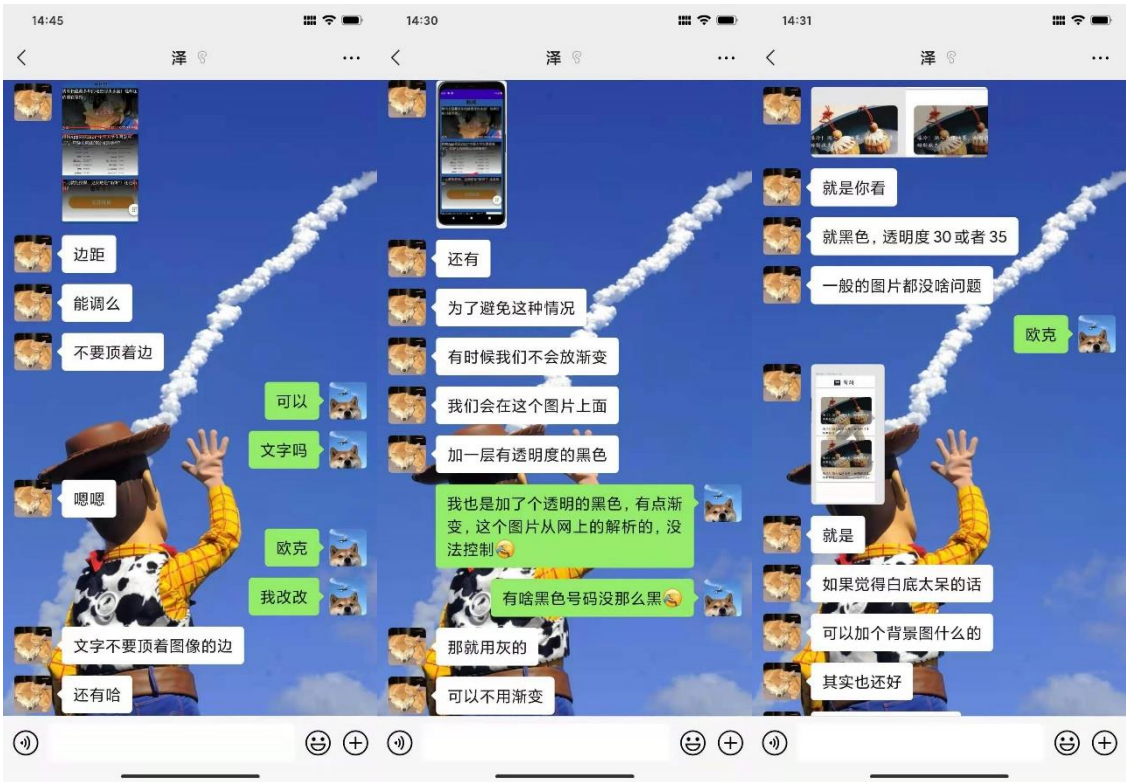 14:45
泽
边距
能调么
不要顶着边
可以
文字吗
嗯嗯
欧克
我改改
文字不要顶着图像的边
还有哈
14:30
泽
还有
为了避免这种情况
有时候我们不会放渐变
我们会在这个图片上面
加一层有透明度的黑色
我也是加了个透明的黑色，有点渐
变，这个图片从网上的解析的，没
法控制
有啥黑色号码没那么黑
那就用灰的
可以不用渐变
14:31
泽
就是你看
就黑色，透明度 30 或者 35
一般的图片都没啥问题
欧克
就是
如果觉得白底太呆的话
可以加个背景图什么的
其实也还好